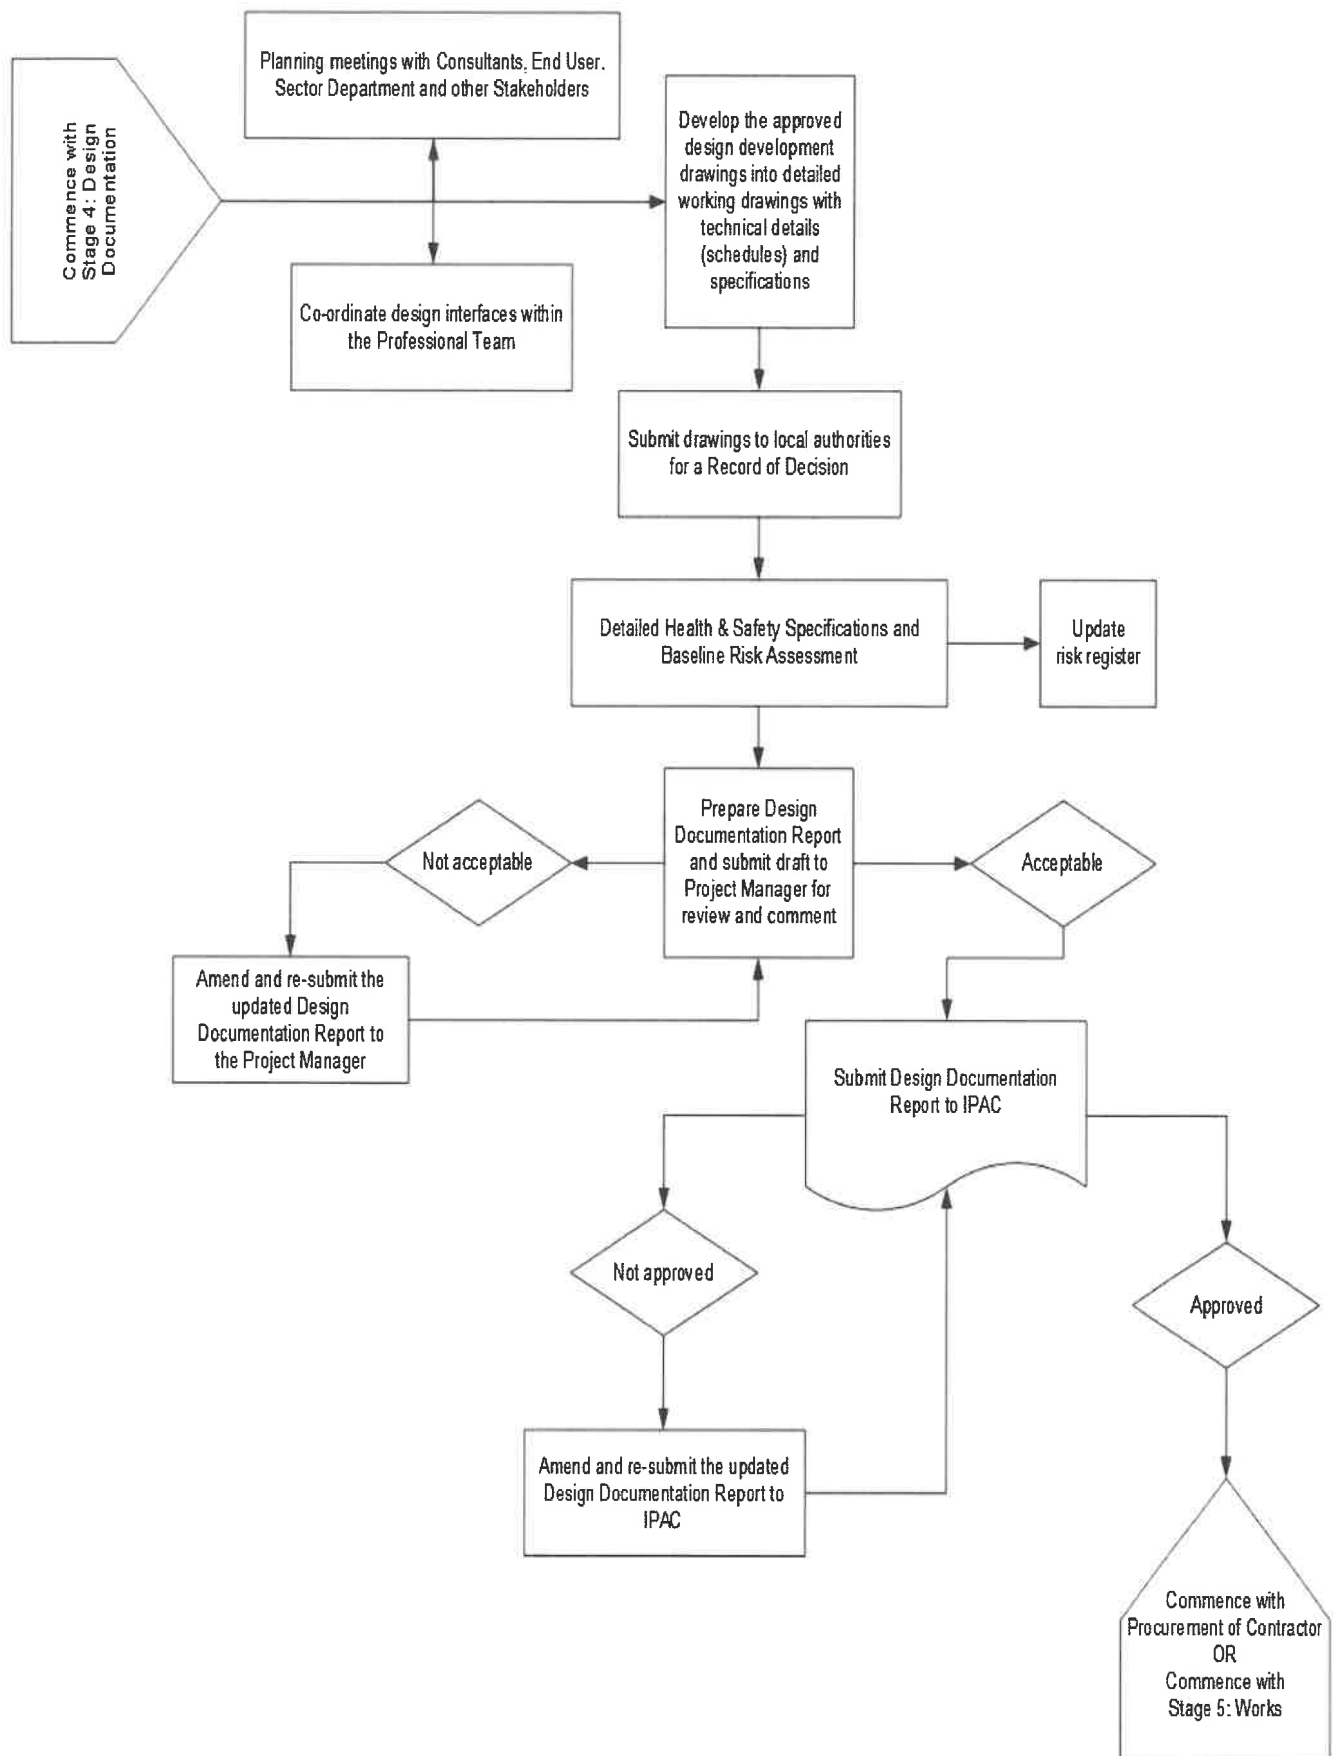 Planning meetings with Consultants, End User.
Sector Department and other Stakeholders
Commence with
Stage 4: Design
Documentation
Develop the approved
design development
drawings into detailed
working drawings with
technical details
(schedules) and
specifications
Co-ordinate design interfaces within
the Professional Team
Submit drawings to local authorities
for a Record of Decision
Detailed Health & Safety Specifications and
Baseline Risk Assessment
Update
risk register
Prepare Design
Documentation Report
and submit draft to
Project Manager for
review and comment
Not acceptable
Acceptable
Amend and re-submit the
updated Design
Documentation Report to
the Project Manager
Submit Design Documentation
Report to IPAC
Not approved
Approved
Amend and re-submit the updated
Design Documentation Report to
IPAC
Commence with
Procurement of Contractor
OR
Commence with
Stage 5: Works